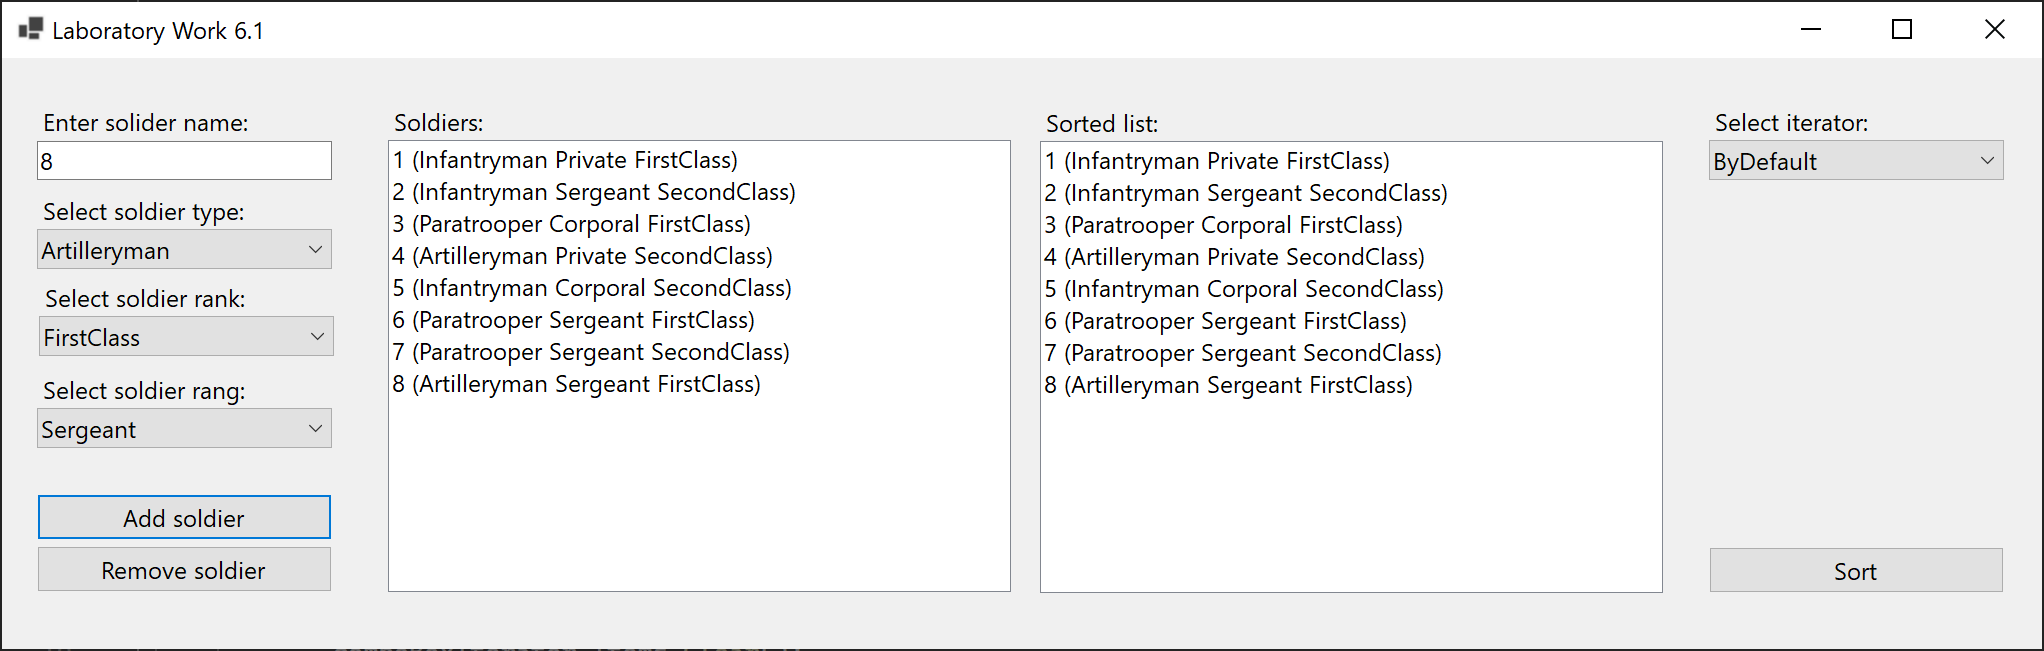 Laboratory Work 6.1
Enter solider name:
8
Select soldier type:
Artilleryman
Select soldier rank:
FirstClass
Select soldier rang:
Sergeant
Add soldier
Remove soldier
Soldiers:
1 (Infantryman Private FirstClass)
2 (Infantryman Sergeant SecondClass)
3 (Paratrooper Corporal FirstClass)
4 (Artilleryman Private SecondClass)
5 (Infantryman Corporal SecondClass)
6 (Paratrooper Sergeant FirstClass)
7 (Paratrooper Sergeant SecondClass)
8 (Artilleryman Sergeant FirstClass)
Sorted list:
1 (Infantryman Private FirstClass)
2 (Infantryman Sergeant SecondClass)
3 (Paratrooper Corporal FirstClass)
4 (Artilleryman Private SecondClass)
5 (Infantryman Corporal SecondClass)
6 (Paratrooper Sergeant FirstClass)
7 (Paratrooper Sergeant SecondClass)
8 (Artilleryman Sergeant FirstClass)
Select iterator:
ByDefault
Sort